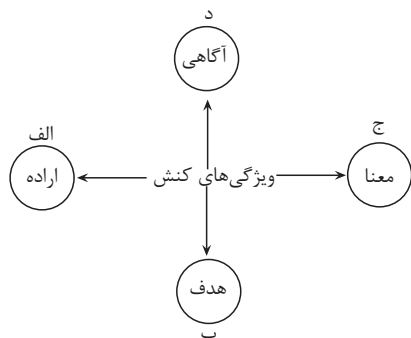 د
آگاهی
ج
معنا
ویژگی‌های کنش
الف
اراده
هدف
ب